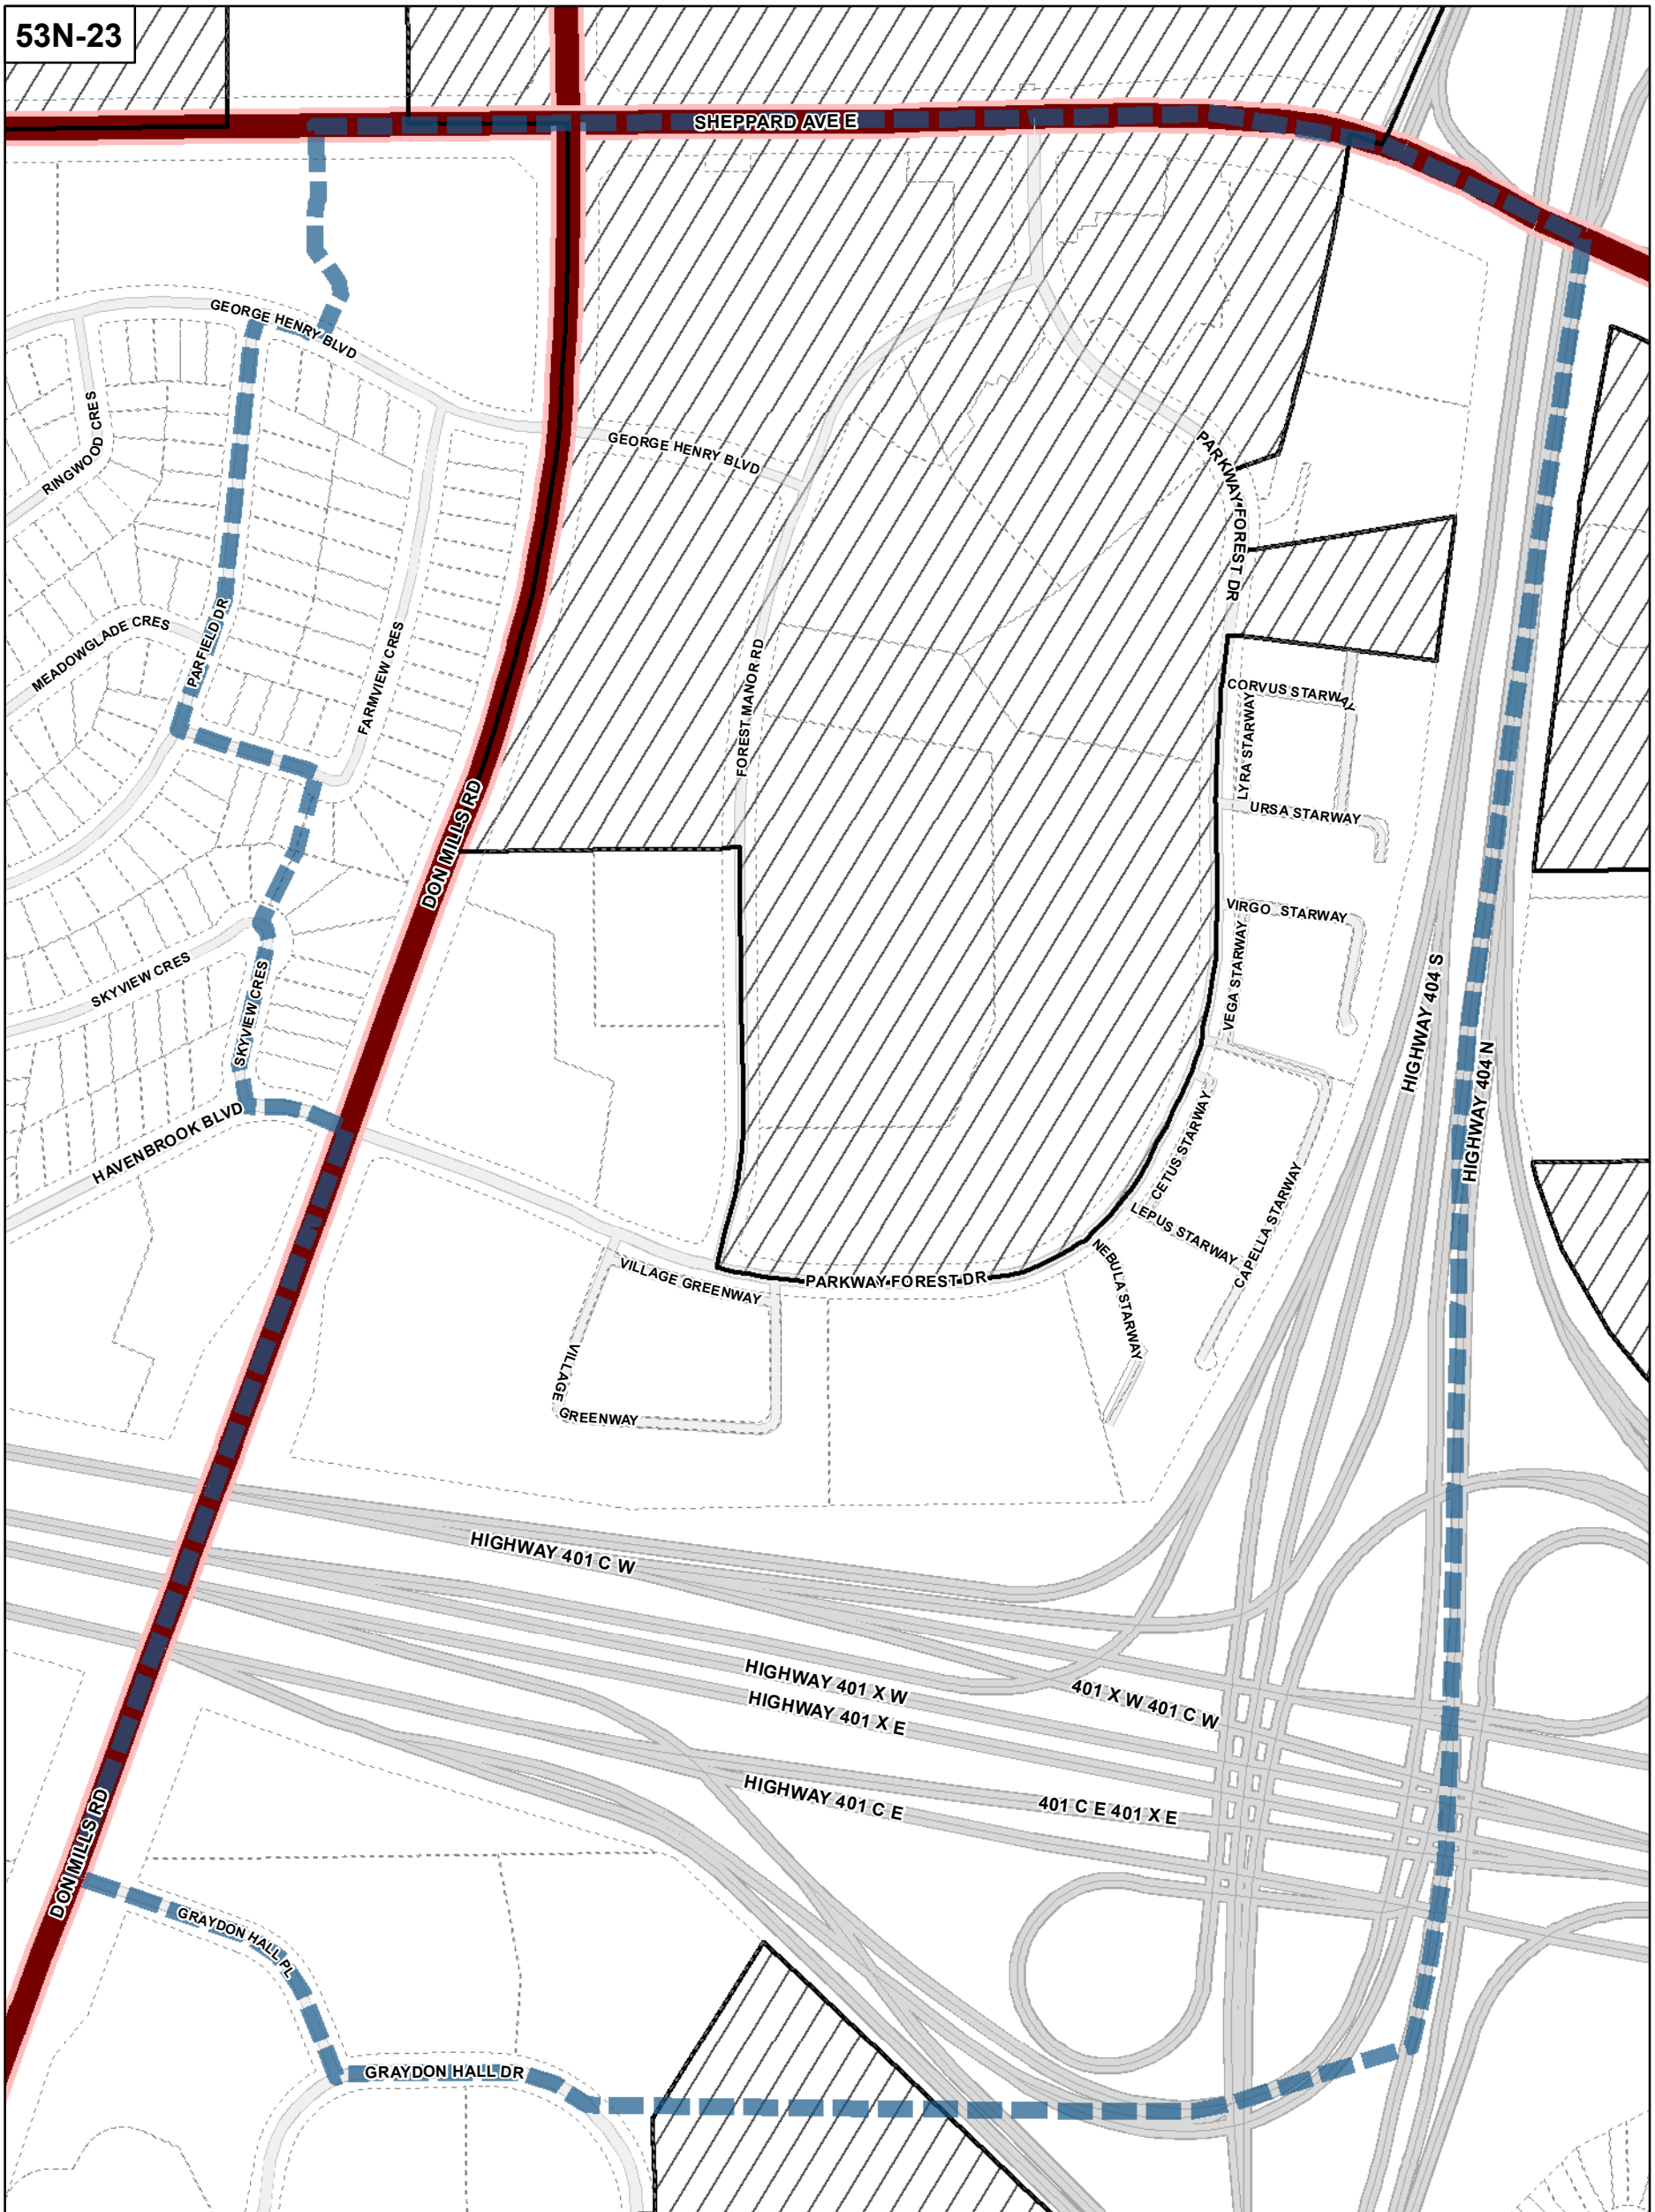 53N-23
SHEPPARD AVE E
GEORGE HENRY BLVD
GEORGE HENRY BLVD
RINGWOOD CRES
PARKWAY FOREST DR
MEADOWGLADE CRES
PARFIELD DR
FARMVIEW CRES
FOREST MANOR RD
CORVUS STARWAY
LYRA STARWAY
URSA STARWAY
DON MILLS RD
VIRGO STARWAY
VEGA STARWAY
SKYVIEW CRES
SKYVIEW CRES
HIGHWAY 404 S
HIGHWAY 404 N
HAVENBROOK BLVD
CETUS STARWAY
LEPUS STARWAY
CAPELLA STARWAY
NEBULA STARWAY
VILLAGE GREENWAY
PARKWAY FOREST DR
VILLAGE
GREENWAY
HIGHWAY 401 C W
HIGHWAY 401 X W
401 X W 401 C W
HIGHWAY 401 X E
HIGHWAY 401 C E
401 C E 401 X E
DON MILLS RD
GRAYDON HALL PL
GRAYDON HALL DR